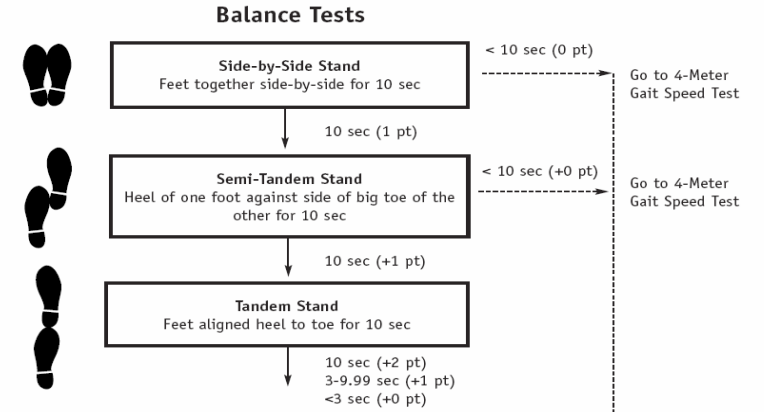 Balance Tests
< 10 sec (0 pt)
Side-by-Side Stand
Feet together side-by-side for 10 sec
Go to 4-Meter
Gait Speed Test
10 sec (1 pt)
< 10 sec (+0 pt)
Semi-Tandem Stand
Heel of one foot against side of big toe of the
other for 10 sec
Go to 4-Meter
Gait Speed Test
10 sec (+1 pt)
Tandem Stand
Feet aligned heel to toe for 10 sec
10 sec (+2 pt)
3-9.99 sec (+1 pt)
<3 sec (+0 pt)